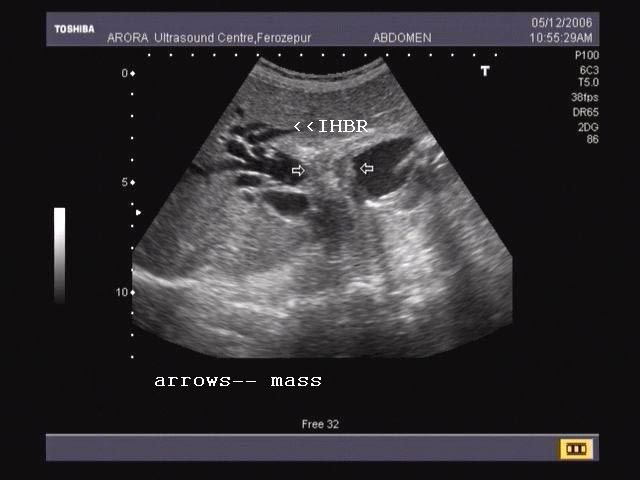 TOSHIBA
ARORA Ultrasound Centre,Ferozepur
ABDOMEN
05/12/2006
10:55:29AM
T
P100
6C3
T5.0
38fps
DR65
2DG
86
0
<<IHBR
5
10
arrows-- mass
Free 32